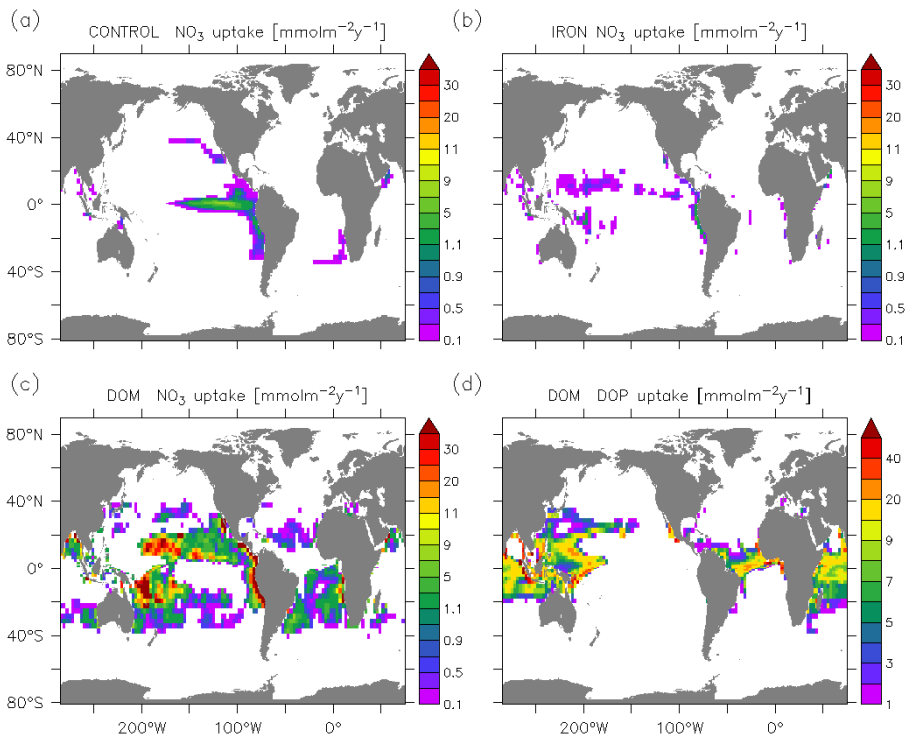 (a)
CONTROL NO₃ uptake [mmolm⁻²y⁻¹]
(b)
IRON NO₃ uptake [mmolm⁻²y⁻¹]
80°N
40°N
0°
40°S
80°S
30
20
11
9
5
1.1
0.9
0.5
0.1
30
20
11
9
5
1.1
0.9
0.5
0.1
(c)
DOM NO₃ uptake [mmolm⁻²y⁻¹]
(d)
DOM DOP uptake [mmolm⁻²y⁻¹]
80°N
40°N
0°
40°S
80°S
30
20
11
9
5
1.1
0.9
0.5
0.1
40
20
9
7
5
3
1
200°W
100°W
0°
200°W
100°W
0°